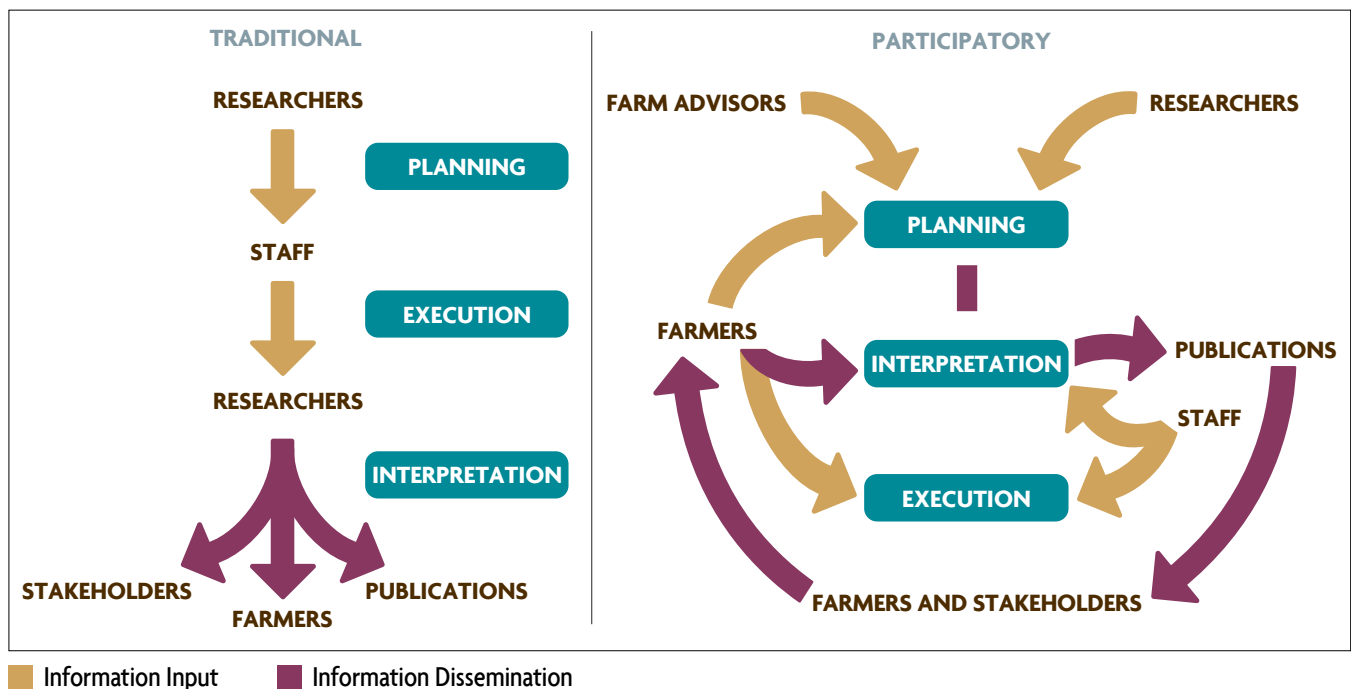 TRADITIONAL
RESEARCHERS
PLANNING
STAFF
EXECUTION
RESEARCHERS
INTERPRETATION
STAKEHOLDERS
PUBLICATIONS
FARMERS
PARTICIPATORY
FARM ADVISORS
RESEARCHERS
PLANNING
FARMERS
INTERPRETATION
PUBLICATIONS
STAFF
EXECUTION
FARMERS AND STAKEHOLDERS
Information Input
Information Dissemination